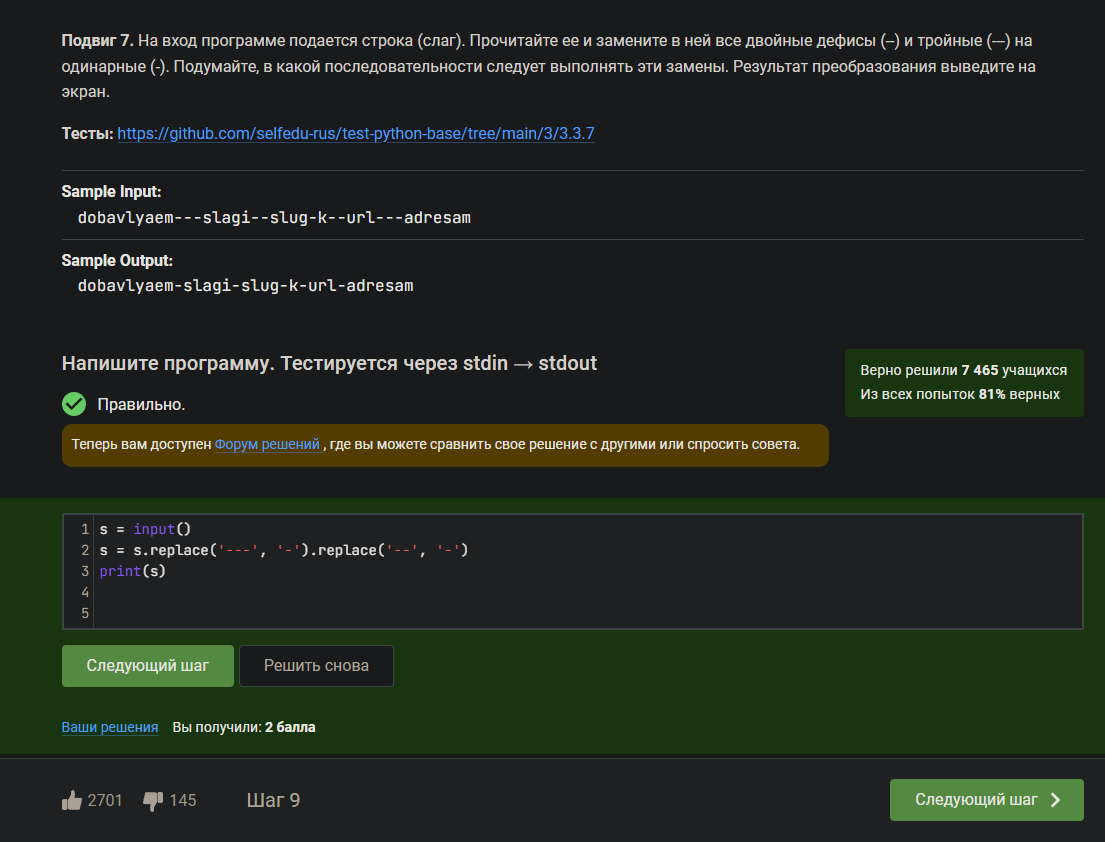 Подвиг 7. На вход программе подается строка (слаг). Прочитайте ее и замените в ней все двойные дефисы (--) и тройные (---) на
одинарные (-). Подумайте, в какой последовательности следует выполнять эти замены. Результат преобразования выведите на
экран.
Тесты: https://github.com/selfedu-rus/test-python-base/tree/main/3/3.3.7
Sample Input:
dobavlyaem---slagi--slug-k--url---adresam
Sample Output:
dobavlyaem-slagi-slug-k-url-adresam
Напишите программу. Тестируется через stdin → stdout
Верно решили 7 465 учащихся
Из всех попыток 81% верных
Правильно.
Теперь вам доступен Форум решений , где вы можете сравнить свое решение с другими или спросить совета.
1 s = input()
2 s = s.replace('---', '-').replace('--', '-')
3 print(s)
4
5
Следующий шаг Решить снова
Ваши решения Вы получили: 2 балла
2701 145 Шаг 9 Следующий шаг